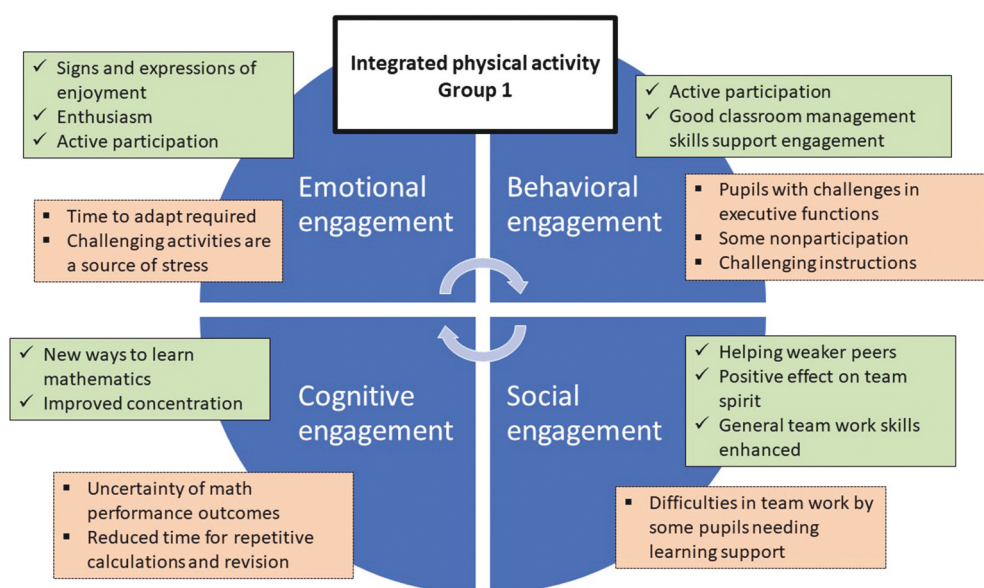 Integrated physical activity
Group 1
✓ Signs and expressions of
enjoyment
✓ Enthusiasm
✓ Active participation
▪ Time to adapt required
▪ Challenging activities are
a source of stress
Emotional
engagement
Behavioral
engagement
✓ Active participation
✓ Good classroom management
skills support engagement
▪ Pupils with challenges in
executive functions
▪ Some nonparticipation
▪ Challenging instructions
✓ New ways to learn
mathematics
✓ Improved concentration
▪ Uncertainty of math
performance outcomes
▪ Reduced time for repetitive
calculations and revision
Cognitive
engagement
Social
engagement
✓ Helping weaker peers
✓ Positive effect on team
spirit
✓ General team work skills
enhanced
▪ Difficulties in team work by
some pupils needing
learning support